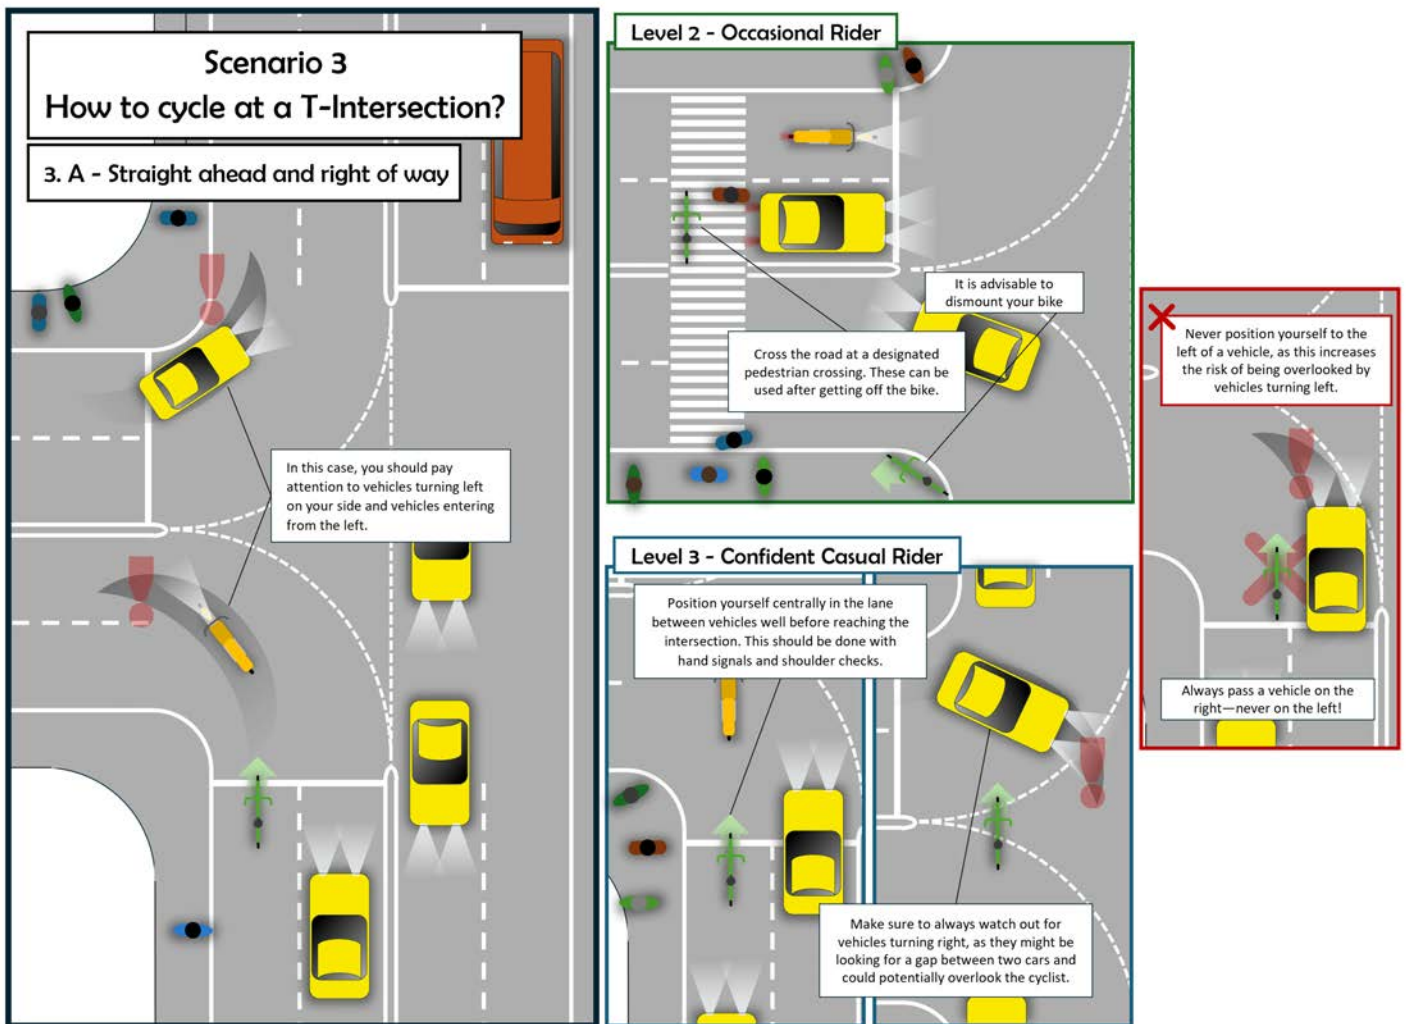 Scenario 3
How to cycle at a T-Intersection?
3. A - Straight ahead and right of way
In this case, you should pay
attention to vehicles turning left
on your side and vehicles entering
from the left.
Level 2 - Occasional Rider
It is advisable to
dismount your bike
Cross the road at a designated
pedestrian crossing. These can be
used after getting off the bike.
Level 3 - Confident Casual Rider
Position yourself centrally in the lane
between vehicles well before reaching the
intersection. This should be done with
hand signals and shoulder checks.
Make sure to always watch out for
vehicles turning right, as they might be
looking for a gap between two cars and
could potentially overlook the cyclist.
Never position yourself to the
left of a vehicle, as this increases
the risk of being overlooked by
vehicles turning left.
Always pass a vehicle on the
right—never on the left!